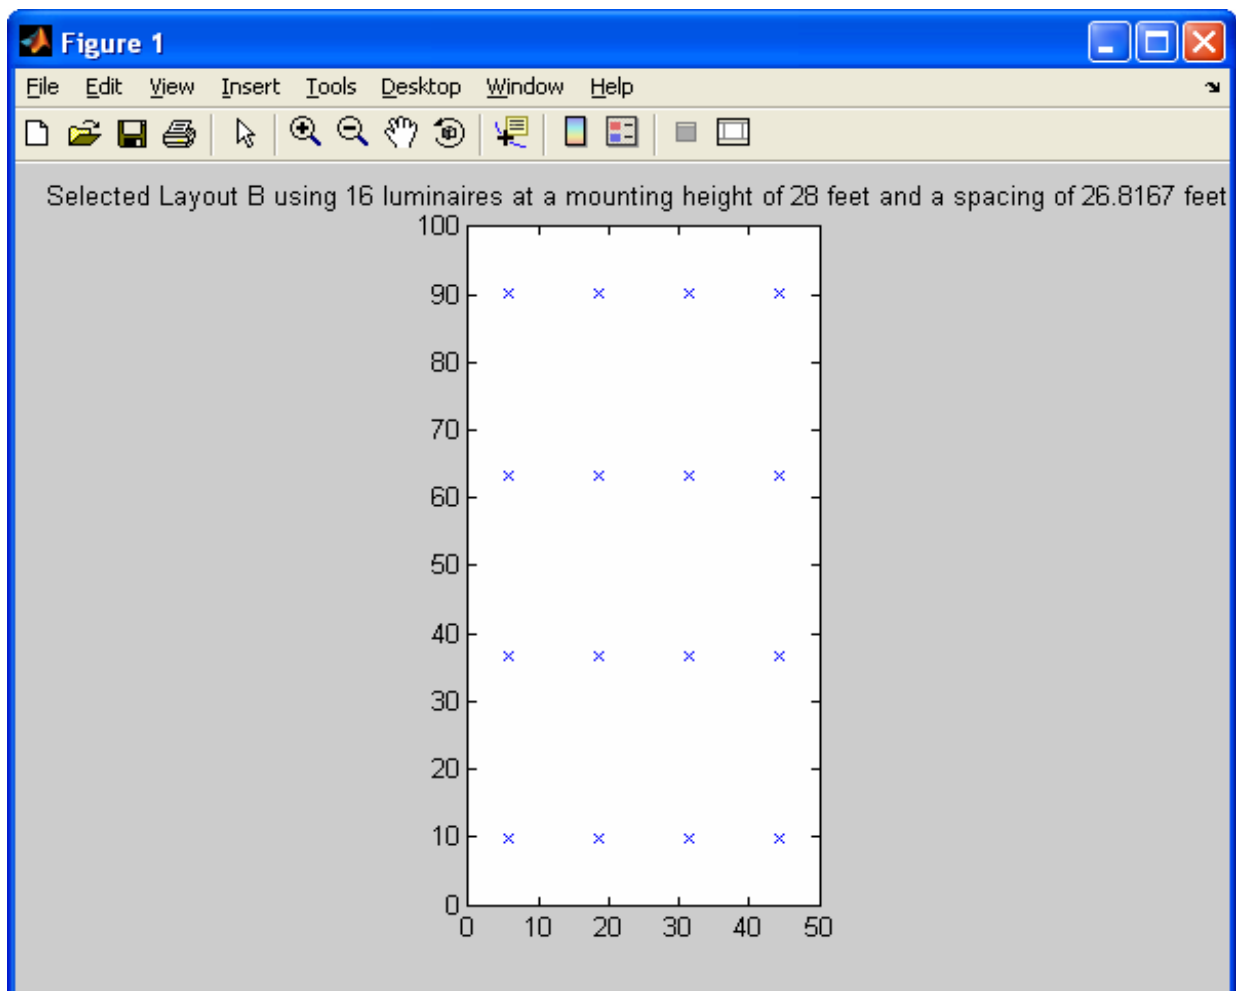 Figure 1
File Edit View Insert Tools Desktop Window Help
Selected Layout B using 16 luminaires at a mounting height of 28 feet and a spacing of 26.8167 feet
100
90
80
70
60
50
40
30
20
10
0
0 10 20 30 40 50